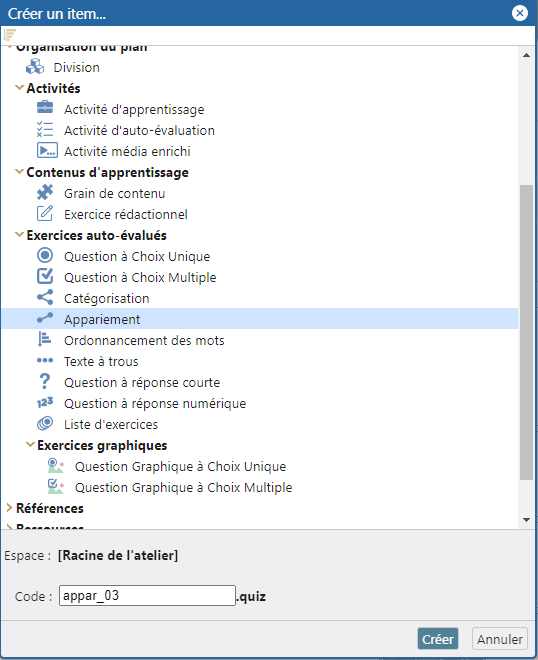 Créer un item...
Organisation du plan
Division
Activités
Activité d'apprentissage
Activité d'auto-évaluation
Activité média enrichi
Contenus d'apprentissage
Grain de contenu
Exercice rédactionnel
Exercices auto-évalués
Question à Choix Unique
Question à Choix Multiple
Catégorisation
Appariement
Ordonnancement des mots
Texte à trous
Question à réponse courte
Question à réponse numérique
Liste d'exercices
Exercices graphiques
Question Graphique à Choix Unique
Question Graphique à Choix Multiple
Références
Ressources
Espace : [Racine de l'atelier]
Code : appar_03.quiz
Créer Annuler